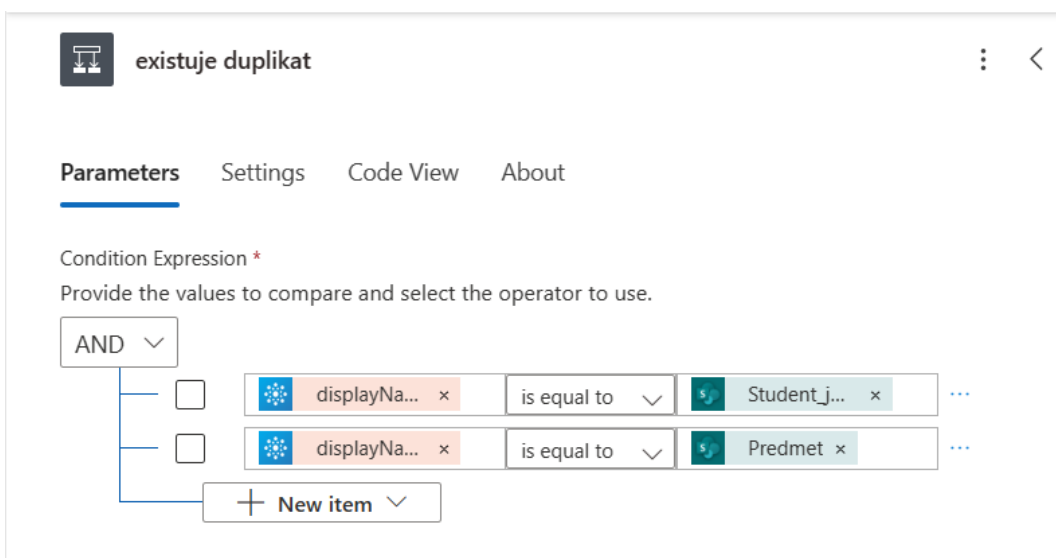 existuje duplikat
Parameters Settings Code View About
Condition Expression *
Provide the values to compare and select the operator to use.
AND
displayNa... × is equal to Student_j... × ...
displayNa... × is equal to Predmet × ...
+ New item